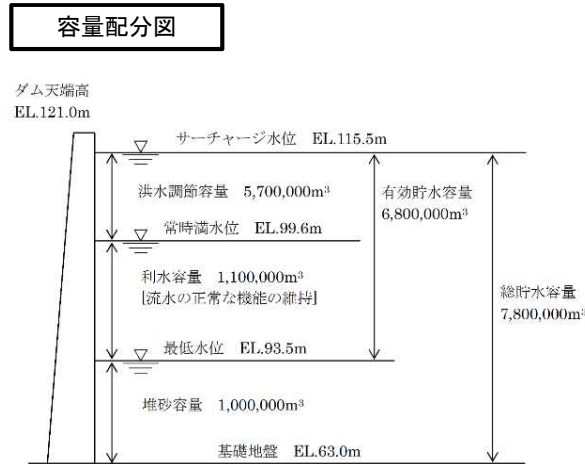 容量配分図
ダム天端高
EL.121.0m
サーチャージ水位 EL.115.5m
洪水調節容量 5,700,000m³
有効貯水容量
6,800,000m³
常時満水位 EL.99.6m
利水容量 1,100,000m³
[流水の正常な機能の維持]
総貯水容量
7,800,000m³
最低水位 EL.93.5m
堆砂容量 1,000,000m³
基礎地盤 EL.63.0m